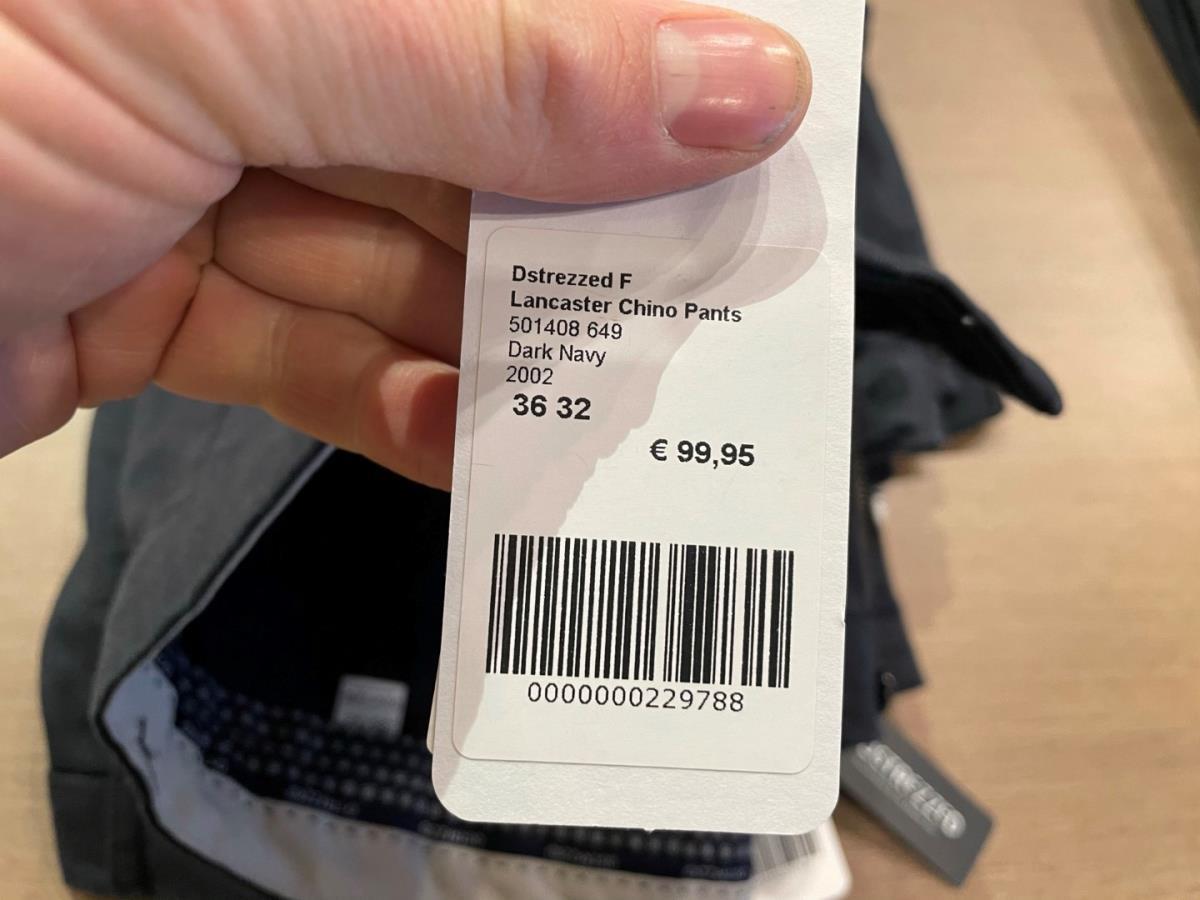 Dstrezzed F
Lancaster Chino Pants
501408 649
Dark Navy
2002
36 32
€ 99,95
0000000229788